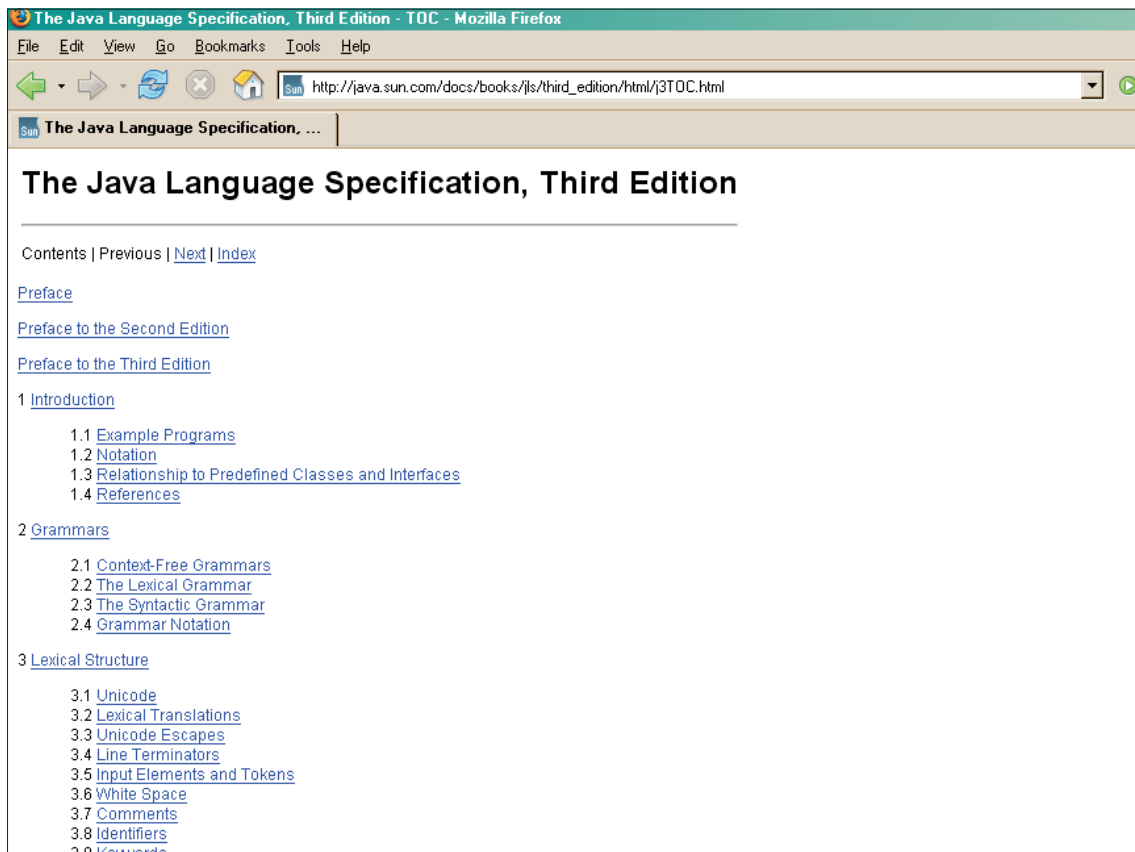 The Java Language Specification, Third Edition - TOC - Mozilla Firefox
File Edit View Go Bookmarks Tools Help
Sun http://java.sun.com/docs/books/jls/third_edition/html/j3TOC.html
Sun The Java Language Specification, ...
The Java Language Specification, Third Edition
Contents | Previous | Next | Index
Preface
Preface to the Second Edition
Preface to the Third Edition
1 Introduction
1.1 Example Programs
1.2 Notation
1.3 Relationship to Predefined Classes and Interfaces
1.4 References
2 Grammars
2.1 Context-Free Grammars
2.2 The Lexical Grammar
2.3 The Syntactic Grammar
2.4 Grammar Notation
3 Lexical Structure
3.1 Unicode
3.2 Lexical Translations
3.3 Unicode Escapes
3.4 Line Terminators
3.5 Input Elements and Tokens
3.6 White Space
3.7 Comments
3.8 Identifiers
3.9 Keywords